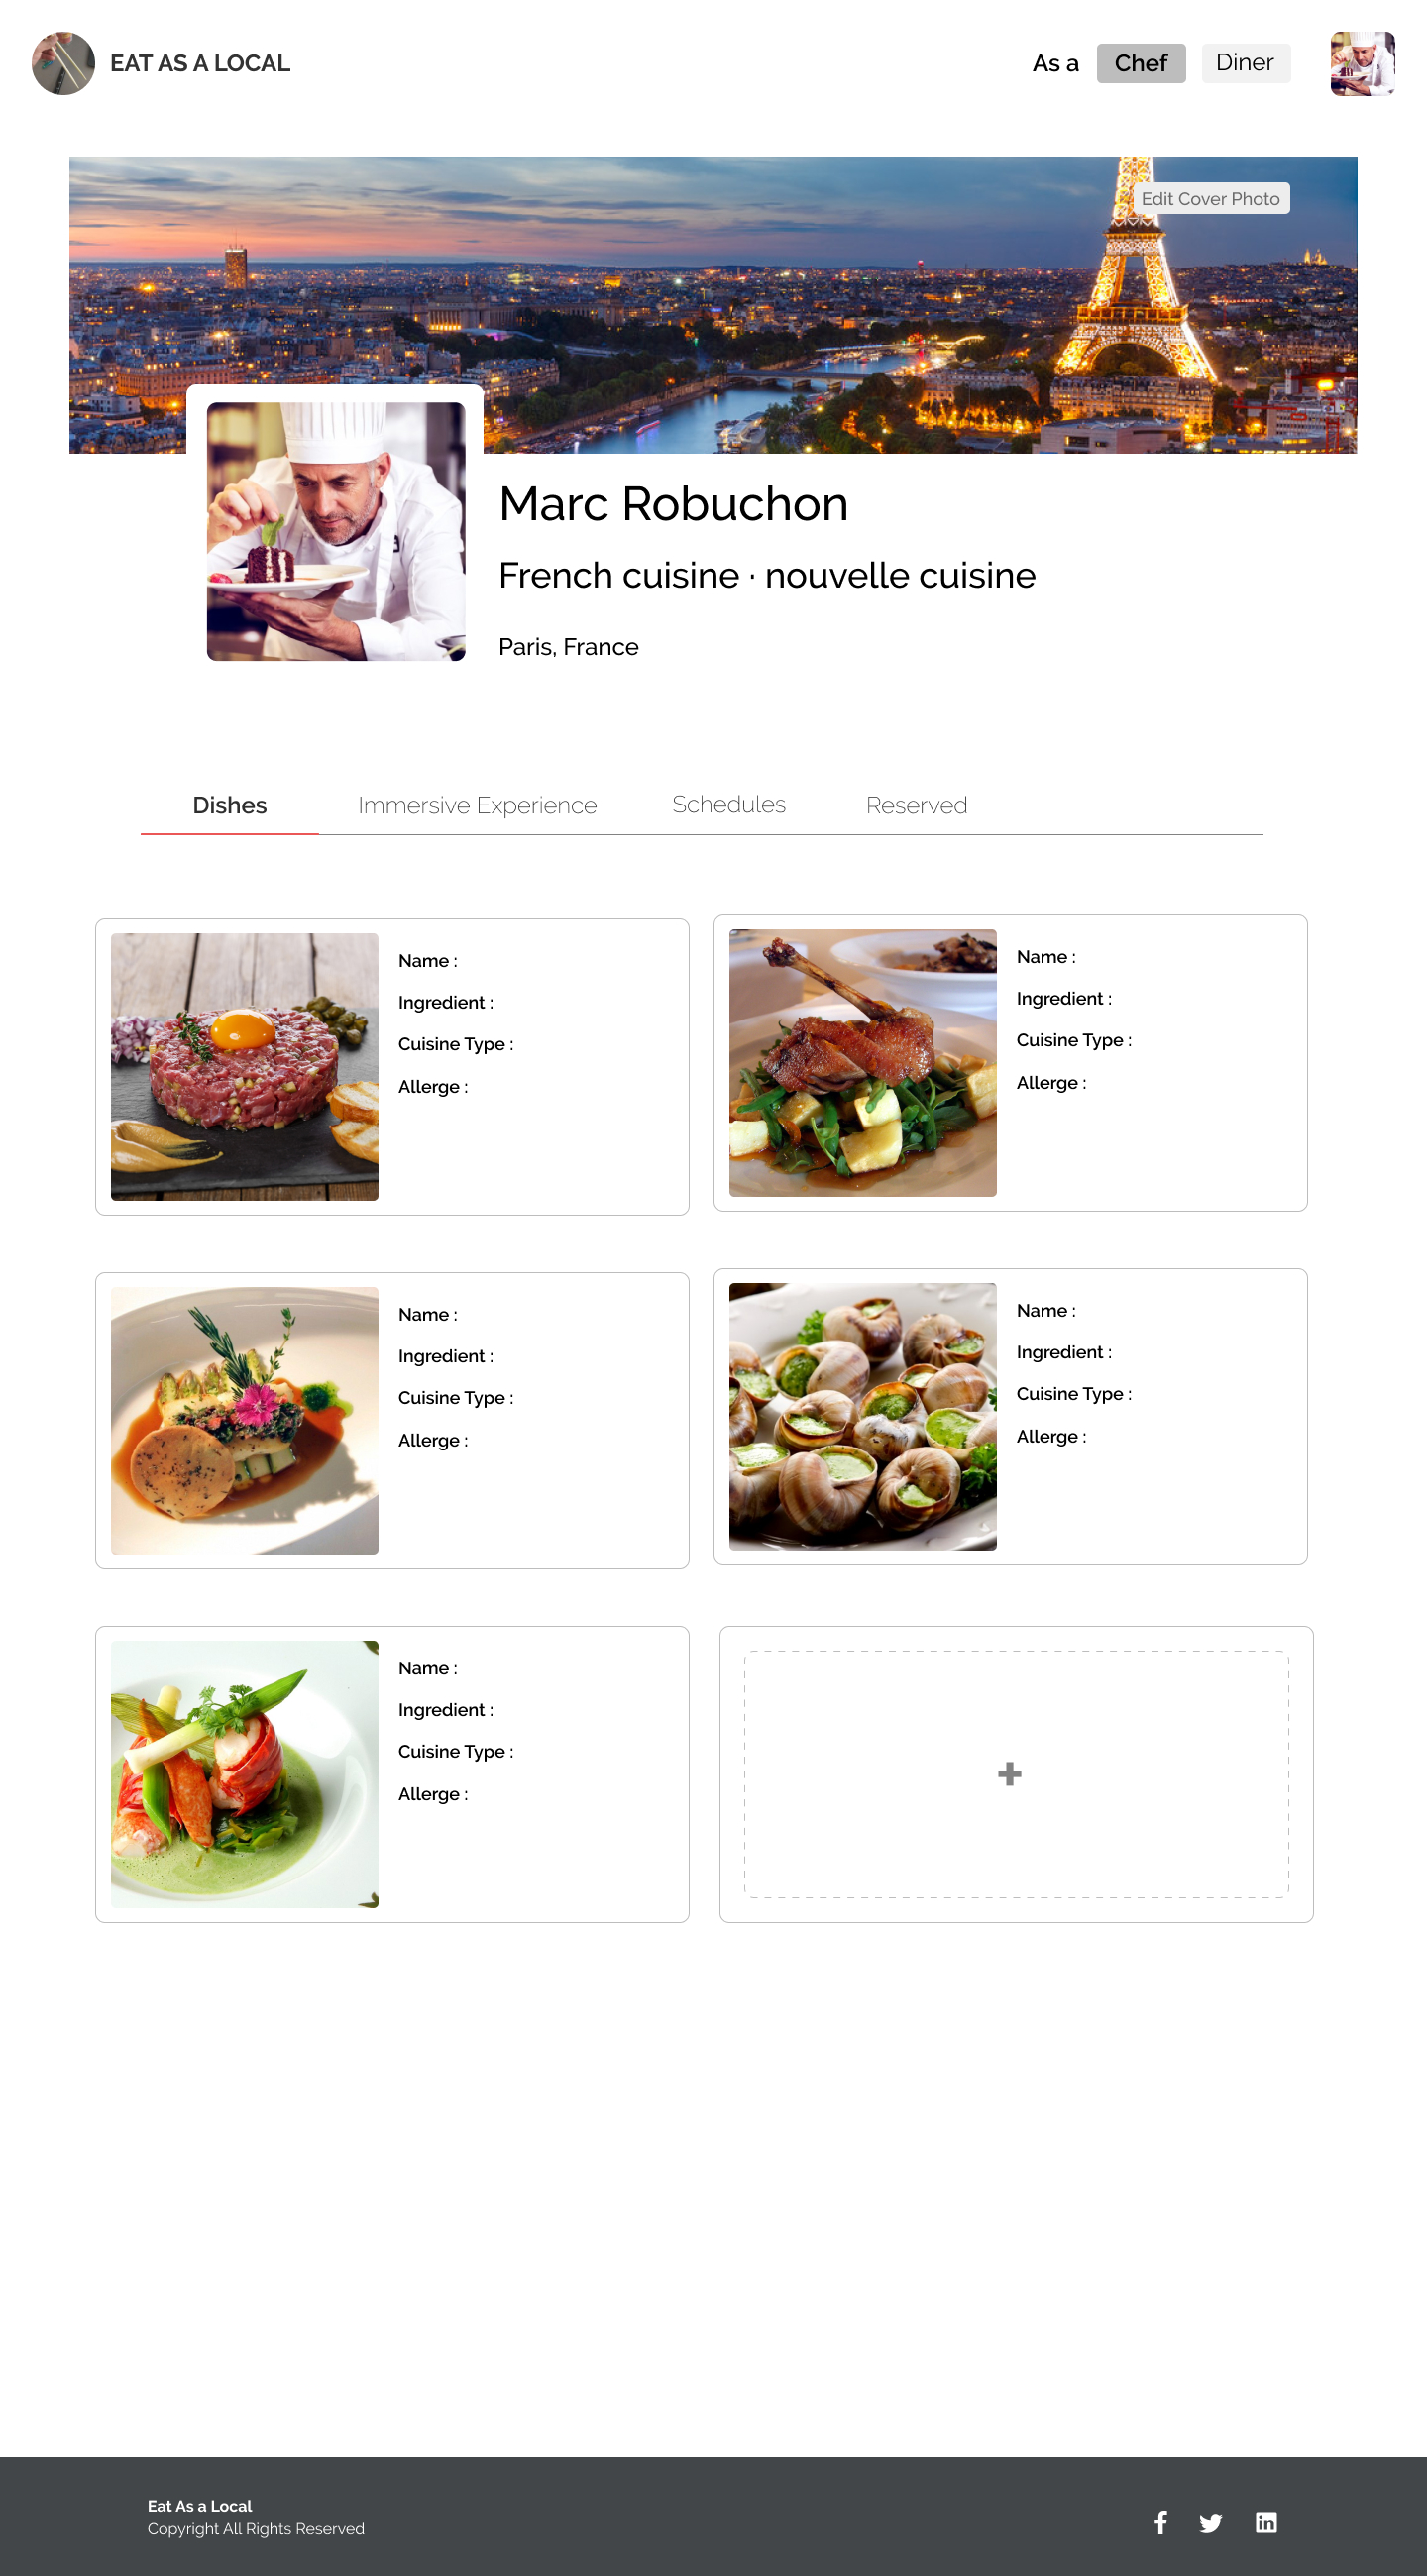 EAT AS A LOCAL
As a Chef Diner
Edit Cover Photo
Marc Robuchon
French cuisine · nouvelle cuisine
Paris, France
Dishes Immersive Experience Schedules Reserved
Name :
Ingredient :
Cuisine Type :
Allerge :
Name :
Ingredient :
Cuisine Type :
Allerge :
Name :
Ingredient :
Cuisine Type :
Allerge :
Name :
Ingredient :
Cuisine Type :
Allerge :
Name :
Ingredient :
Cuisine Type :
Allerge :
Eat As a Local
Copyright All Rights Reserved